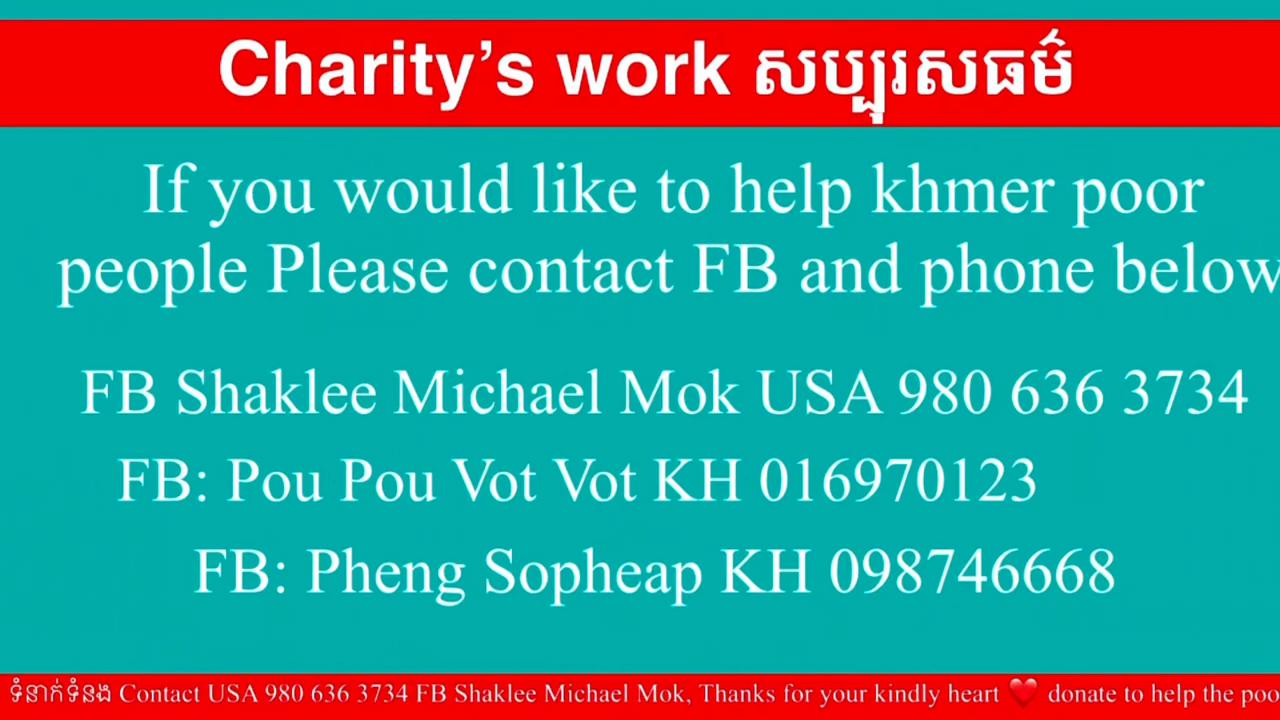 Charity’s work សប្បុរសធម៌
If you would like to help khmer poor
people Please contact FB and phone below
FB Shaklee Michael Mok USA 980 636 3734
FB: Pou Pou Vot Vot KH 016970123
FB: Pheng Sopheap KH 098746668
ទំនាក់ទំនង Contact USA 980 636 3734 FB Shaklee Michael Mok, Thanks for your kindly heart ❤️ donate to help the poo